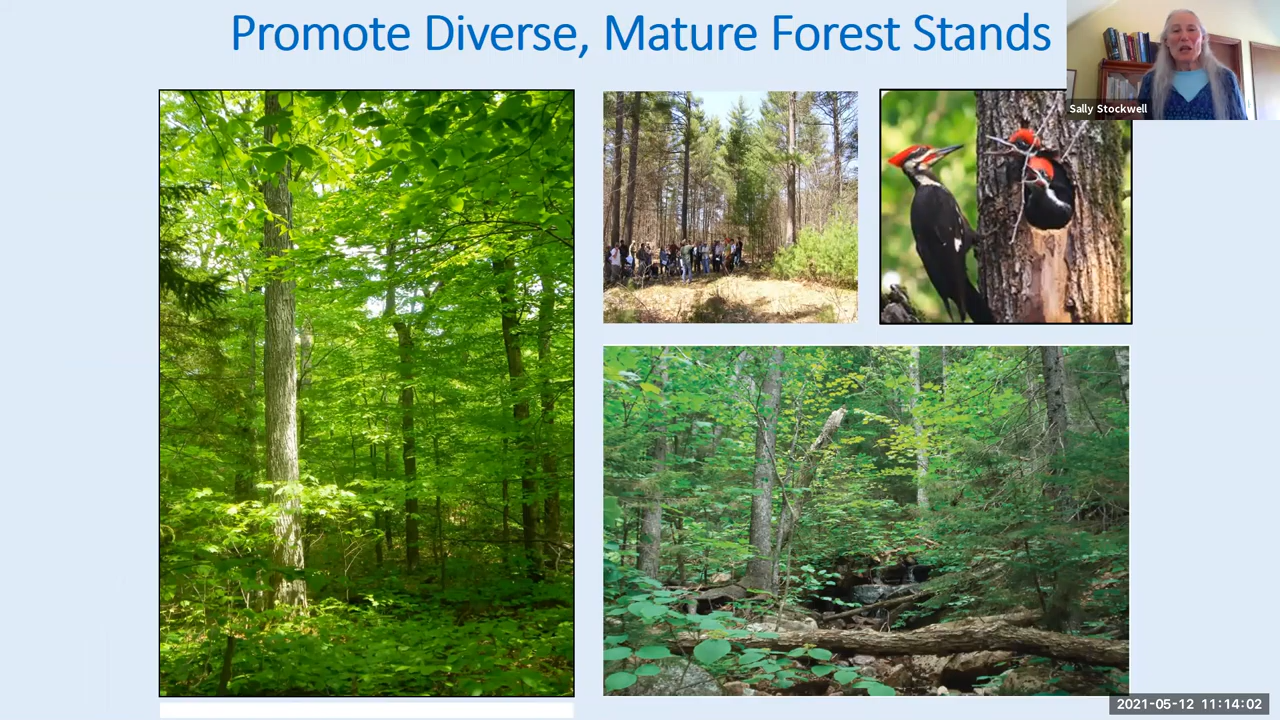 Promote Diverse, Mature Forest Stands
Sally Stockwell
2021-05-12 11:14:02